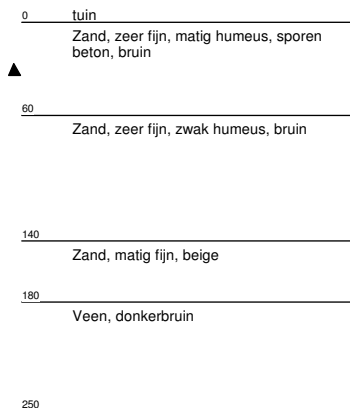 0 tuin
Zand, zeer fijn, matig humeus, sporen
beton, bruin
60
Zand, zeer fijn, zwak humeus, bruin
140
Zand, matig fijn, beige
180
Veen, donkerbruin
250